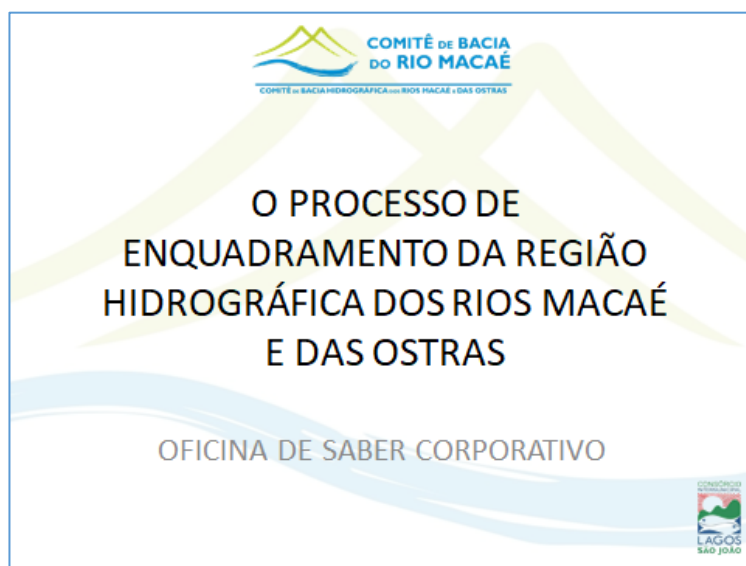 COMITÊ DE BACIA
DO RIO MACAÉ
COMITÊ DE BACIA HIDROGRÁFICA DOS RIOS MACAÉ E DAS OSTRAS
O PROCESSO DE
ENQUADRAMENTO DA REGIÃO
HIDROGRÁFICA DOS RIOS MACAÉ
E DAS OSTRAS
OFICINA DE SABER CORPORATIVO
CONSÓRCIO
INTERMUNICIPAL
LAGOS
SÃO JOÃO